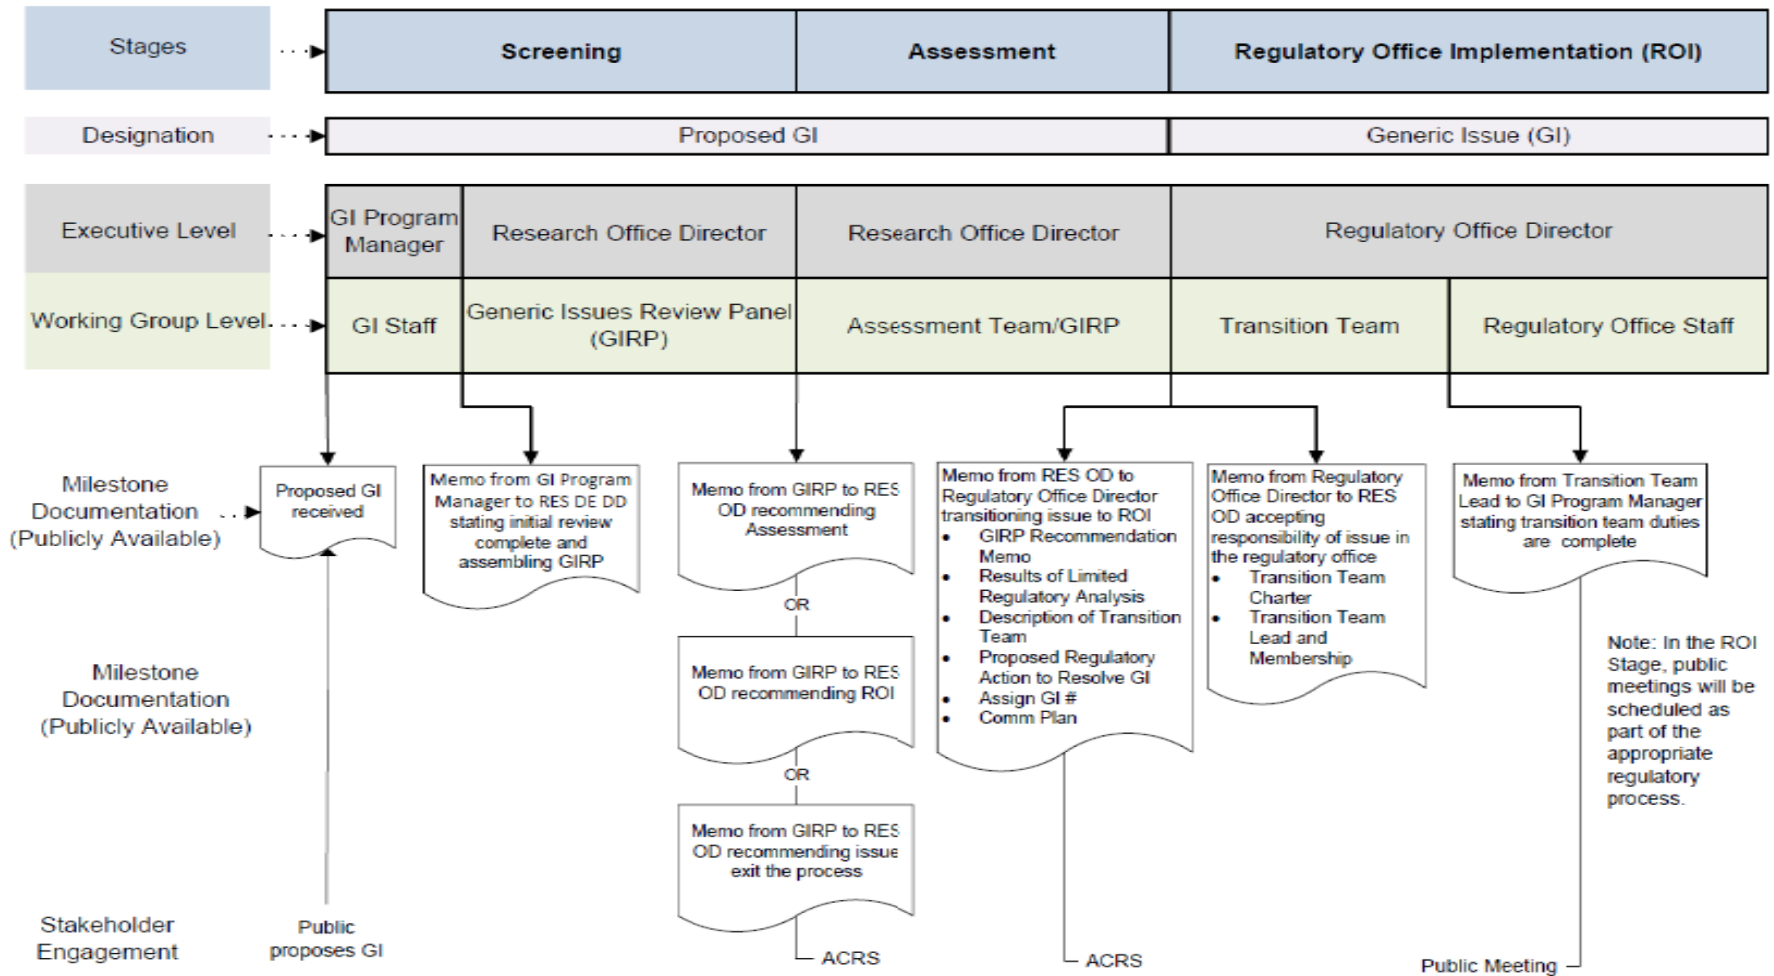 Stages
Screening
Assessment
Regulatory Office Implementation (ROI)
Designation
Proposed GI
Generic Issue (GI)
Executive Level
GI Program
Manager
Research Office Director
Research Office Director
Regulatory Office Director
Working Group Level
GI Staff
Generic Issues Review Panel
(GIRP)
Assessment Team/GIRP
Transition Team
Regulatory Office Staff
Milestone
Documentation
(Publicly Available)
Proposed GI
received
Memo from GI Program
Manager to RES DE DD
stating initial review
complete and
assembling GIRP
Memo from GIRP to RES
OD recommending
Assessment
OR
Memo from RES OD to
Regulatory Office Director
transitioning issue to ROI
• GIRP Recommendation
Memo
• Results of Limited
Regulatory Analysis
• Description of Transition
Team
• Proposed Regulatory
Action to Resolve GI
• Assign GI #
• Comm Plan
Memo from Regulatory
Office Director to RES
OD accepting
responsibility of issue in
the regulatory office
• Transition Team
Charter
• Transition Team
Lead and
Membership
Memo from Transition Team
Lead to GI Program Manager
stating transition team duties
are complete
Note: In the ROI
Stage, public
meetings will be
scheduled as
part of the
appropriate
regulatory
process.
Milestone
Documentation
(Publicly Available)
Memo from GIRP to RES
OD recommending ROI
OR
Memo from GIRP to RES
OD recommending issue
exit the process
Stakeholder
Engagement
Public
proposes GI
ACRS
ACRS
Public Meeting